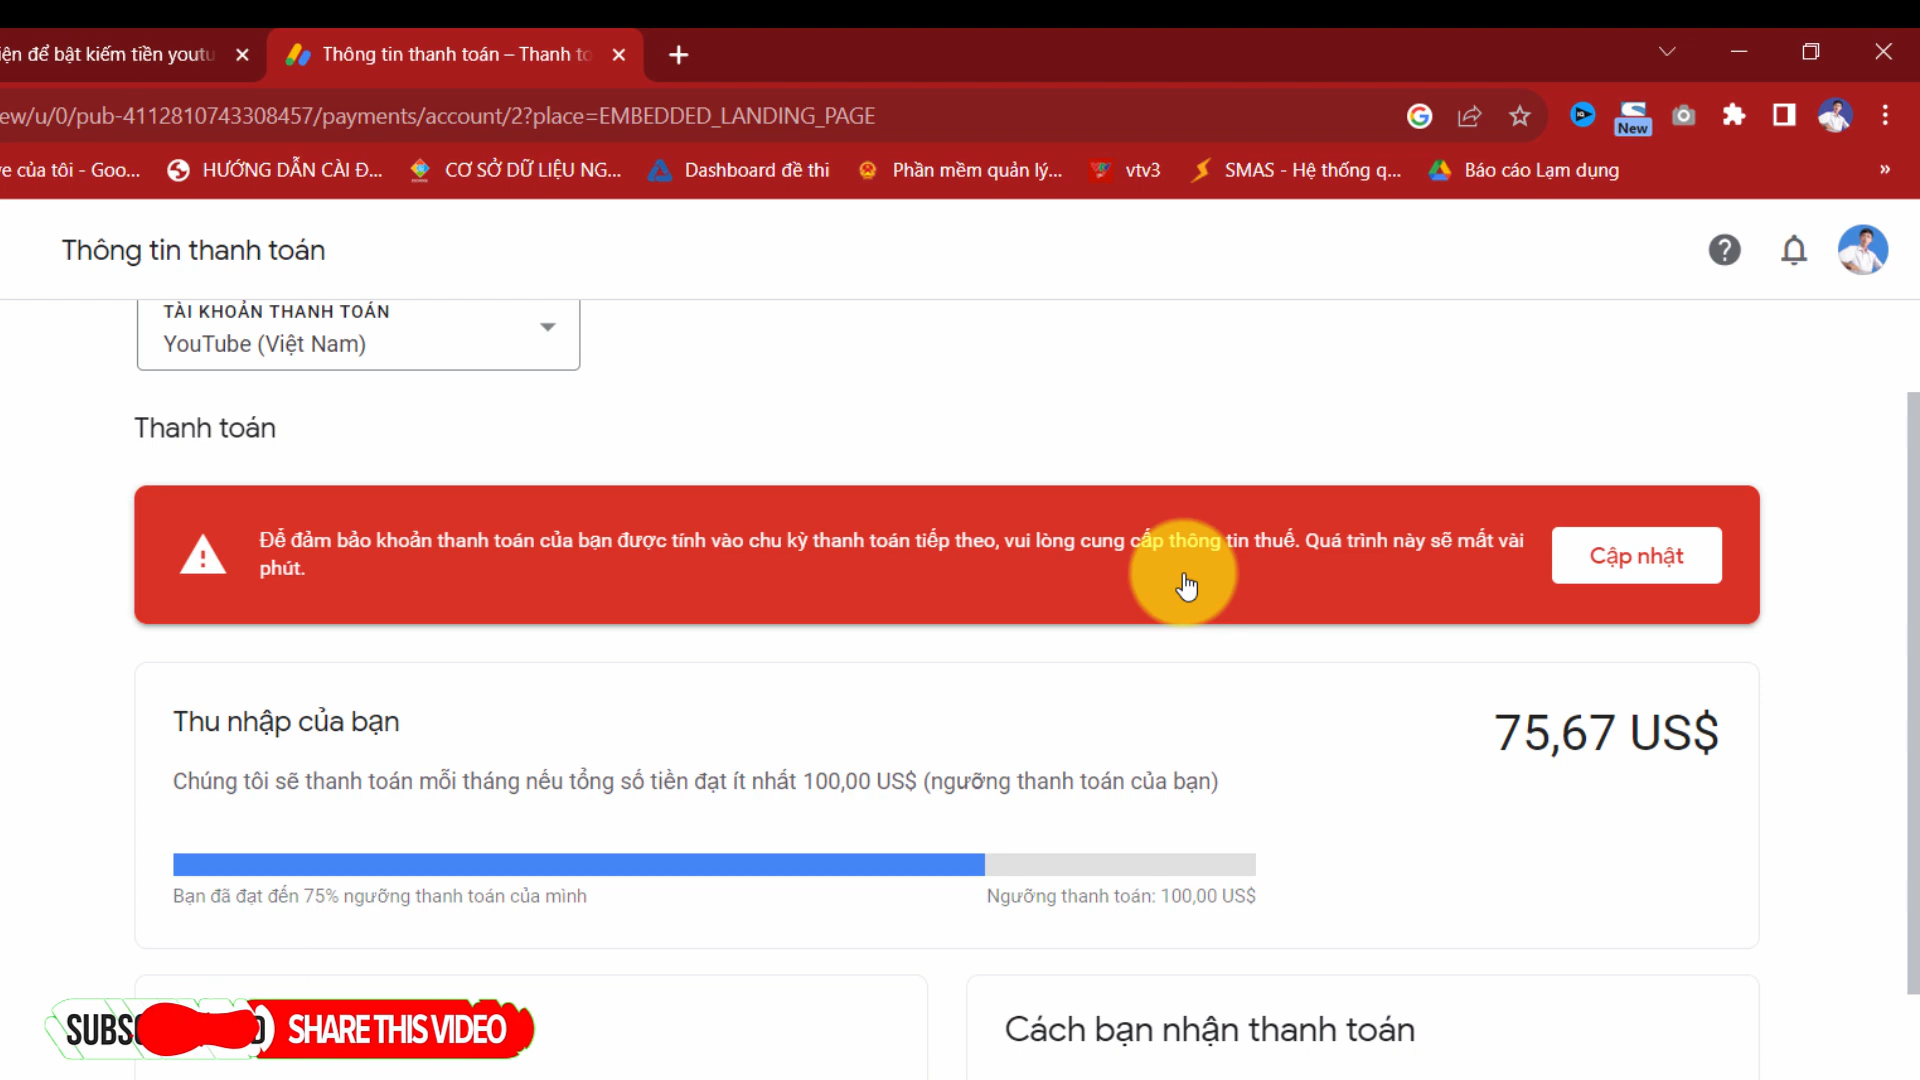 iện để bật kiếm tiền youtu
Thông tin thanh toán – Thanh to
ew/u/0/pub-4112810743308457/payments/account/2?place=EMBEDDED_LANDING_PAGE
New
e của tôi - Goo...
HƯỚNG DẪN CÀI Đ...
CƠ SỞ DỮ LIỆU NG...
Dashboard đề thi
Phần mềm quản lý...
vtv3
SMAS - Hệ thống q...
Báo cáo Lạm dụng
»
Thông tin thanh toán
TÀI KHOẢN THANH TOÁN
YouTube (Việt Nam)
Thanh toán
Để đảm bảo khoản thanh toán của bạn được tính vào chu kỳ thanh toán tiếp theo, vui lòng cung cấp thông tin thuế. Quá trình này sẽ mất vài
phút.
Cập nhật
Thu nhập của bạn
75,67 US$
Chúng tôi sẽ thanh toán mỗi tháng nếu tổng số tiền đạt ít nhất 100,00 US$ (ngưỡng thanh toán của bạn)
Bạn đã đạt đến 75% ngưỡng thanh toán của mình
Ngưỡng thanh toán: 100,00 US$
SHARE THIS VIDEO
Cách bạn nhận thanh toán